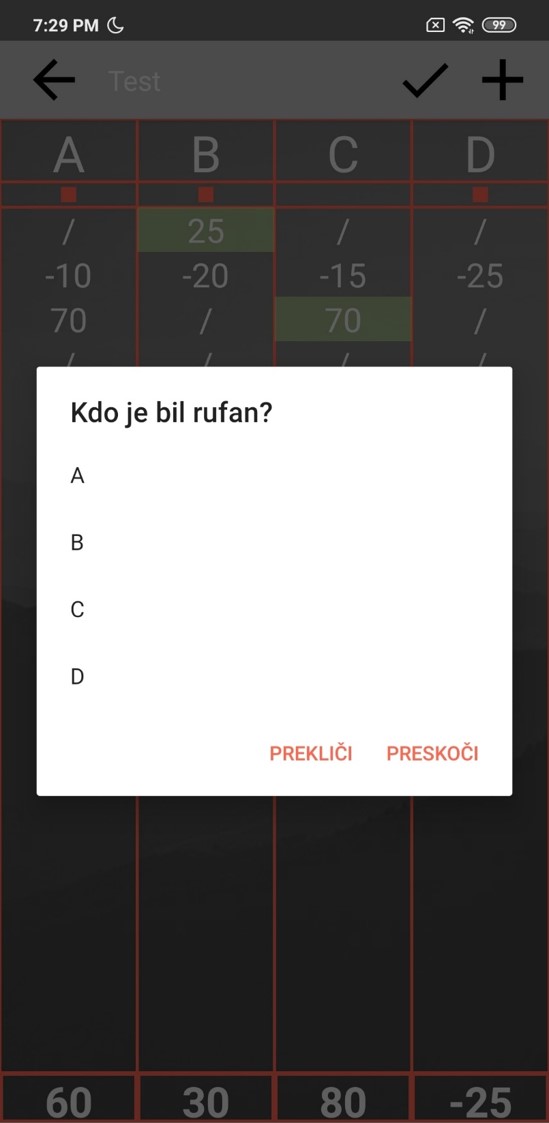 7:29 PM 99
Test
A B C D
/ 25 / /
-10 -20 -15 -25
70 / 70 /
/ / / /
Kdo je bil rufan?
A
B
C
D
PREKLIČI PRESKOČI
60 30 80 -25